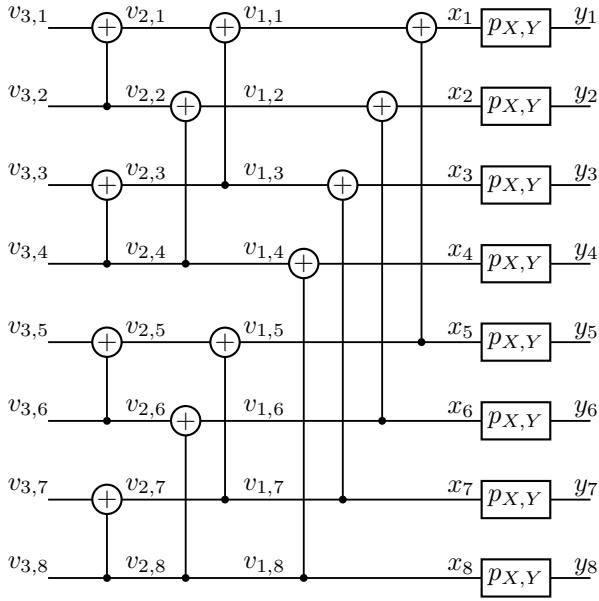 v_{3,1} v_{2,1} v_{1,1} x_1 p_{X,Y} y_1
v_{3,2} v_{2,2} v_{1,2} x_2 p_{X,Y} y_2
v_{3,3} v_{2,3} v_{1,3} x_3 p_{X,Y} y_3
v_{3,4} v_{2,4} v_{1,4} x_4 p_{X,Y} y_4
v_{3,5} v_{2,5} v_{1,5} x_5 p_{X,Y} y_5
v_{3,6} v_{2,6} v_{1,6} x_6 p_{X,Y} y_6
v_{3,7} v_{2,7} v_{1,7} x_7 p_{X,Y} y_7
v_{3,8} v_{2,8} v_{1,8} x_8 p_{X,Y} y_8